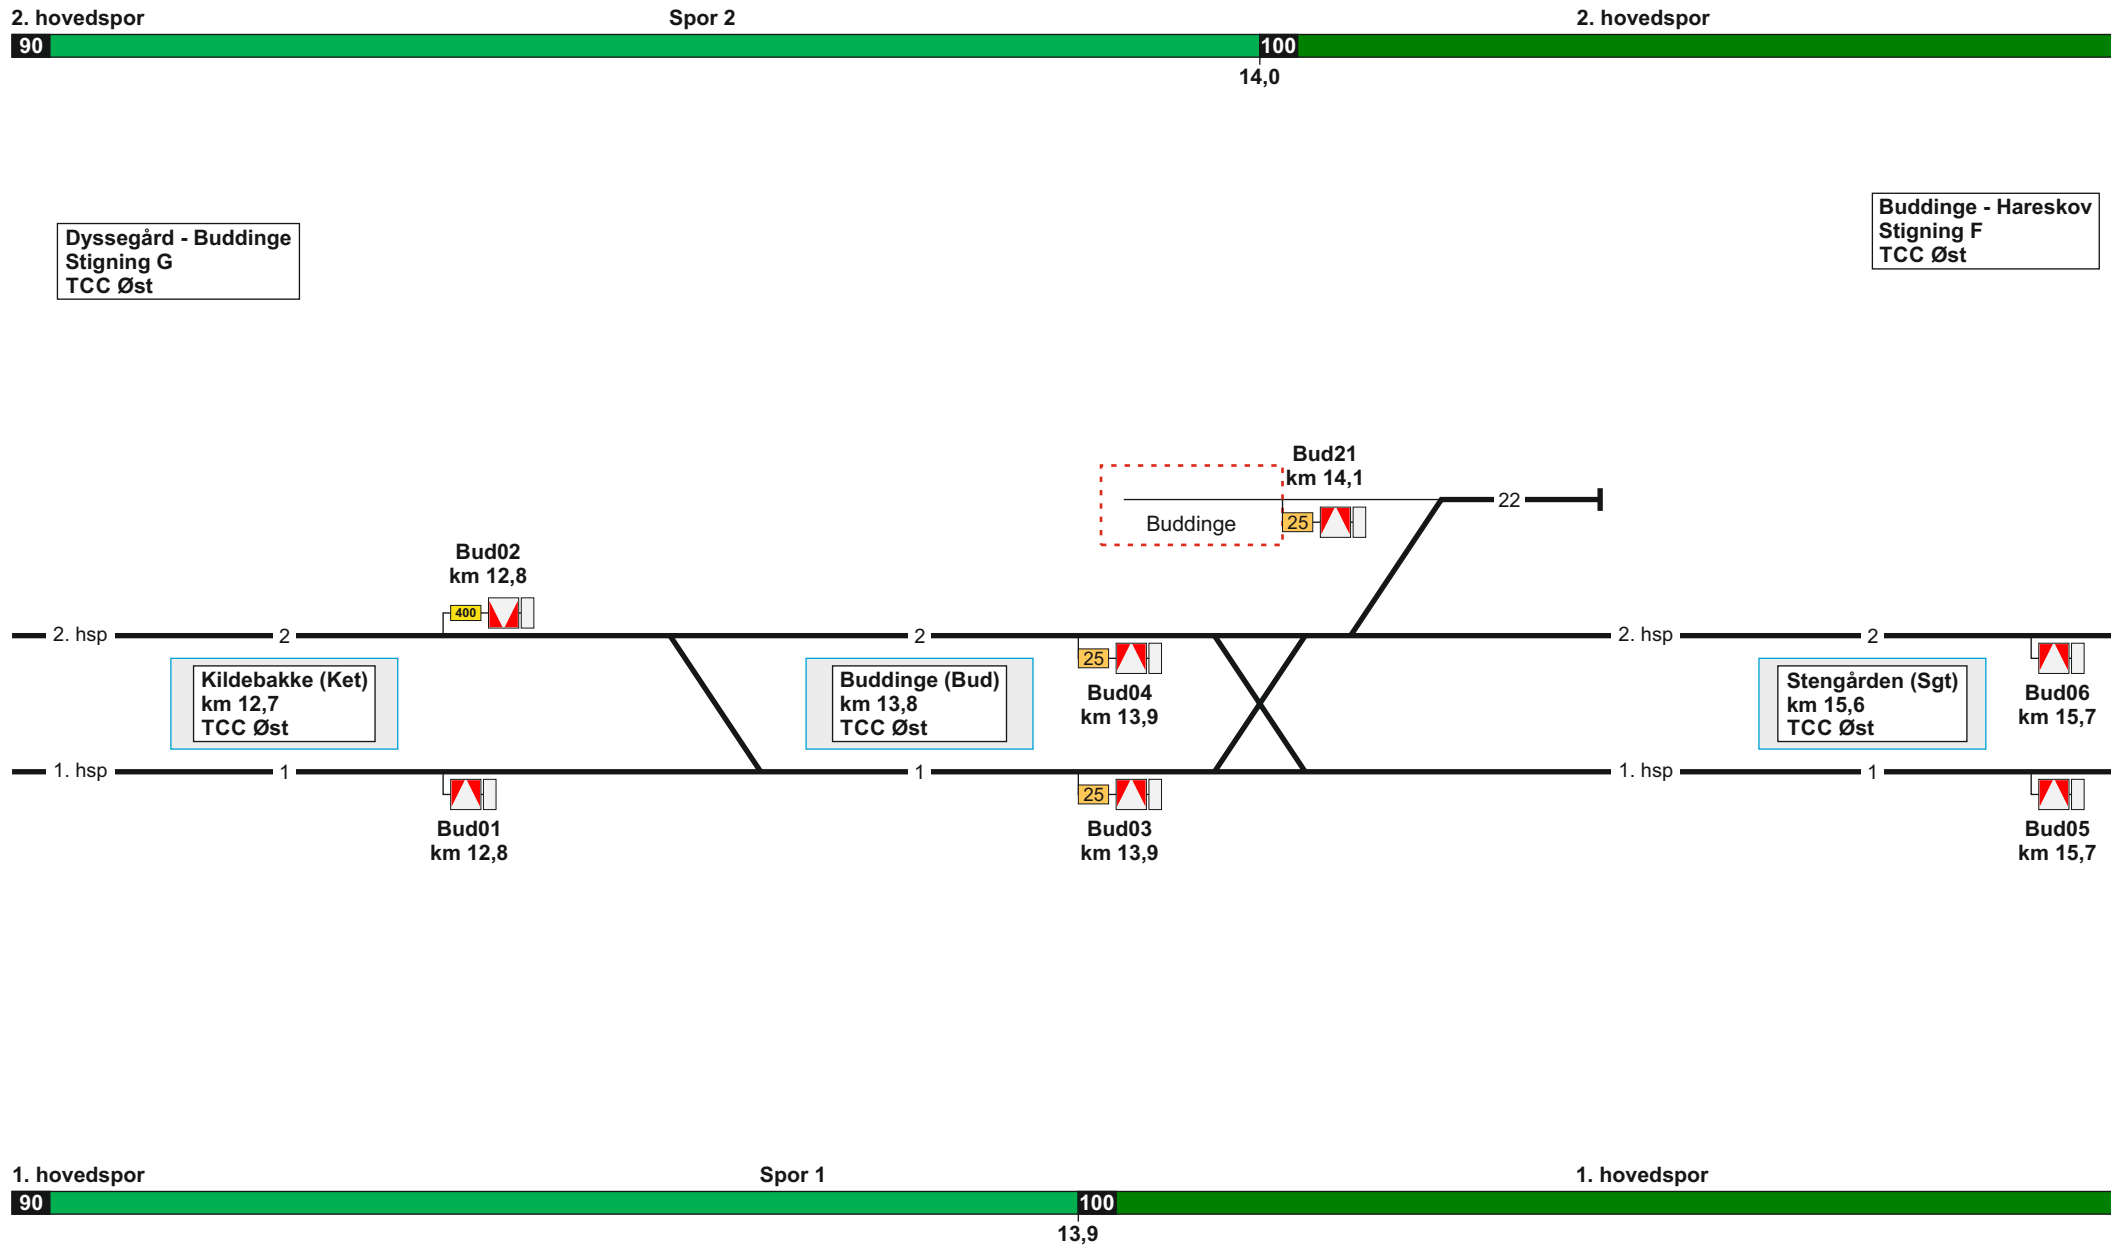 2. hovedspor Spor 2 2. hovedspor
90 100
14,0
Dyssegård - Buddinge
Stigning G
TCC Øst
Buddinge - Hareskov
Stigning F
TCC Øst
Bud21
km 14,1
22
Buddinge 25
Bud02
km 12,8
400
2. hsp 2 2 2. hsp 2
Kildebakke (Ket)
km 12,7
TCC Øst
Buddinge (Bud)
km 13,8
TCC Øst
25
Bud04
km 13,9
Stengården (Sgt)
km 15,6
TCC Øst
Bud06
km 15,7
1. hsp 1 1 1. hsp 1
Bud01
km 12,8
25
Bud03
km 13,9
Bud05
km 15,7
1. hovedspor Spor 1 1. hovedspor
90 100
13,9